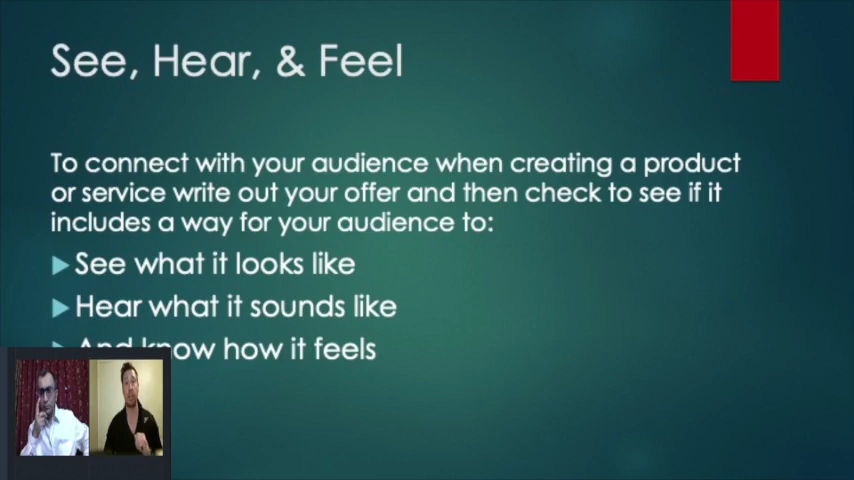 See, Hear, & Feel
To connect with your audience when creating a product
or service write out your offer and then check to see if it
includes a way for your audience to:
See what it looks like
Hear what it sounds like
And know how it feels